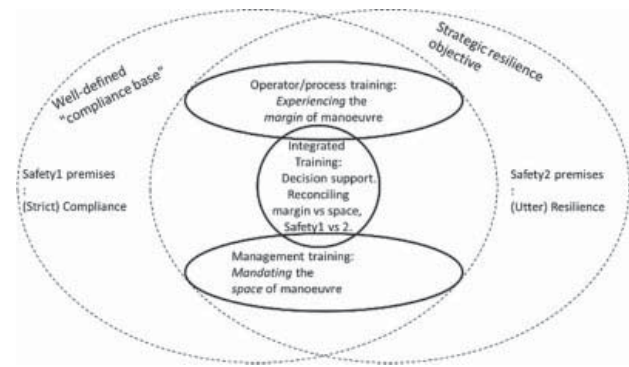 Well-defined
"compliance base"
Strategic resilience
objective
Operator/process training:
Experiencing the
margin of manoeuvre
Integrated
Training:
Decision support.
Reconciling
margin vs space,
Safety1 vs 2.
Safety1 premises
:
(Strict) Compliance
Safety2 premises
:
(Utter) Resilience
Management training:
Mandating the
space of manoeuvre